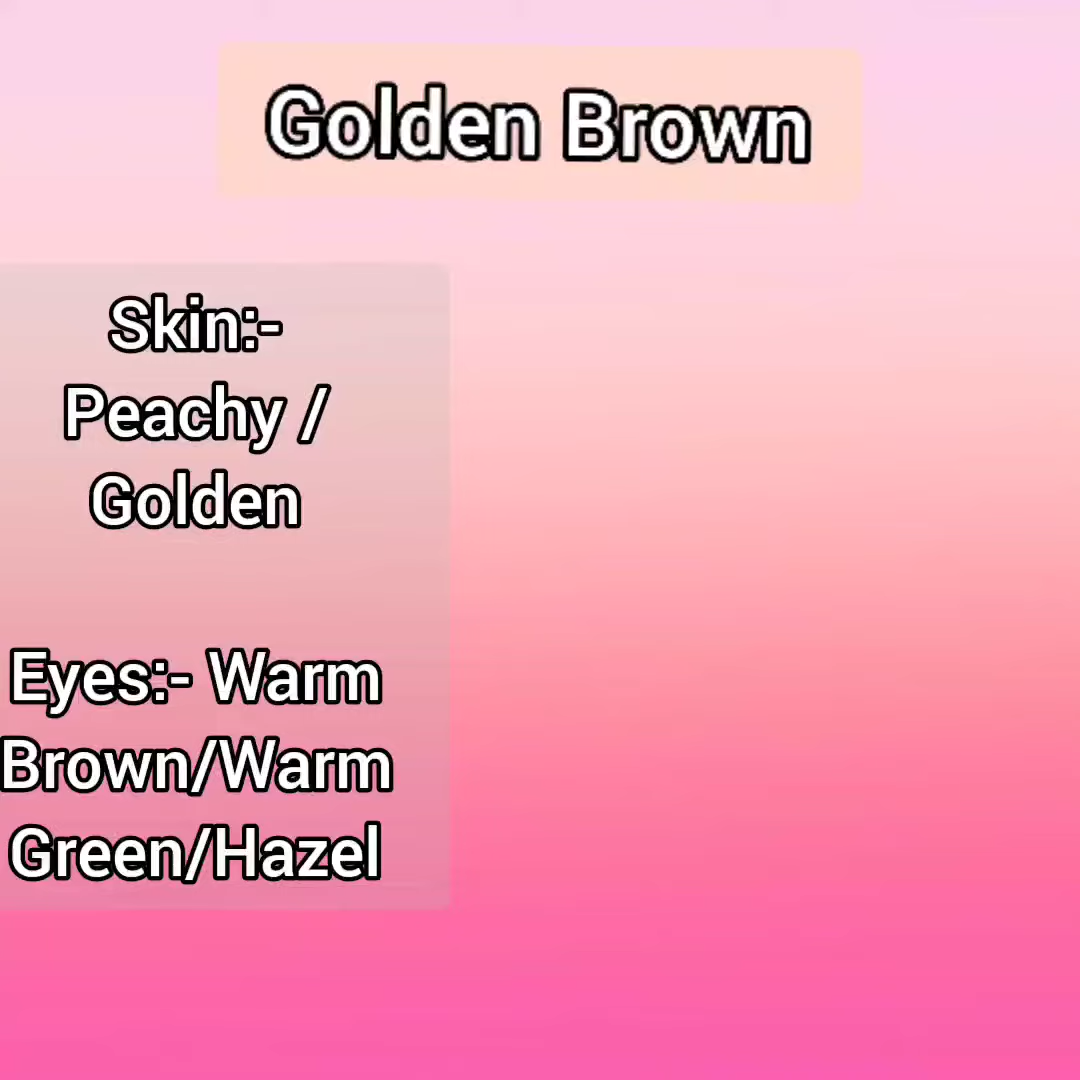 Golden Brown
Skin:-
Peachy /
Golden
Eyes:- Warm
Brown/Warm
Green/Hazel